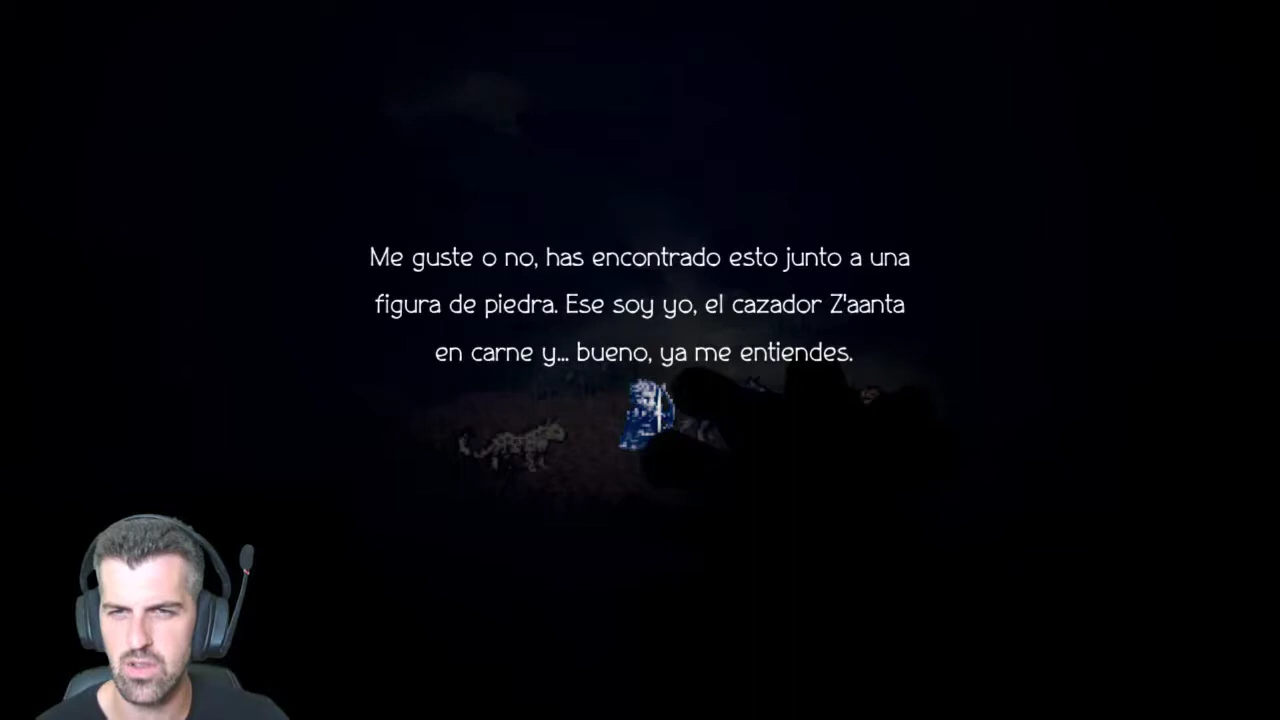 Me guste o no, has encontrado esto junto a una
figura de piedra. Ese soy yo, el cazador Z'aanta
en carne y... bueno, ya me entiendes.